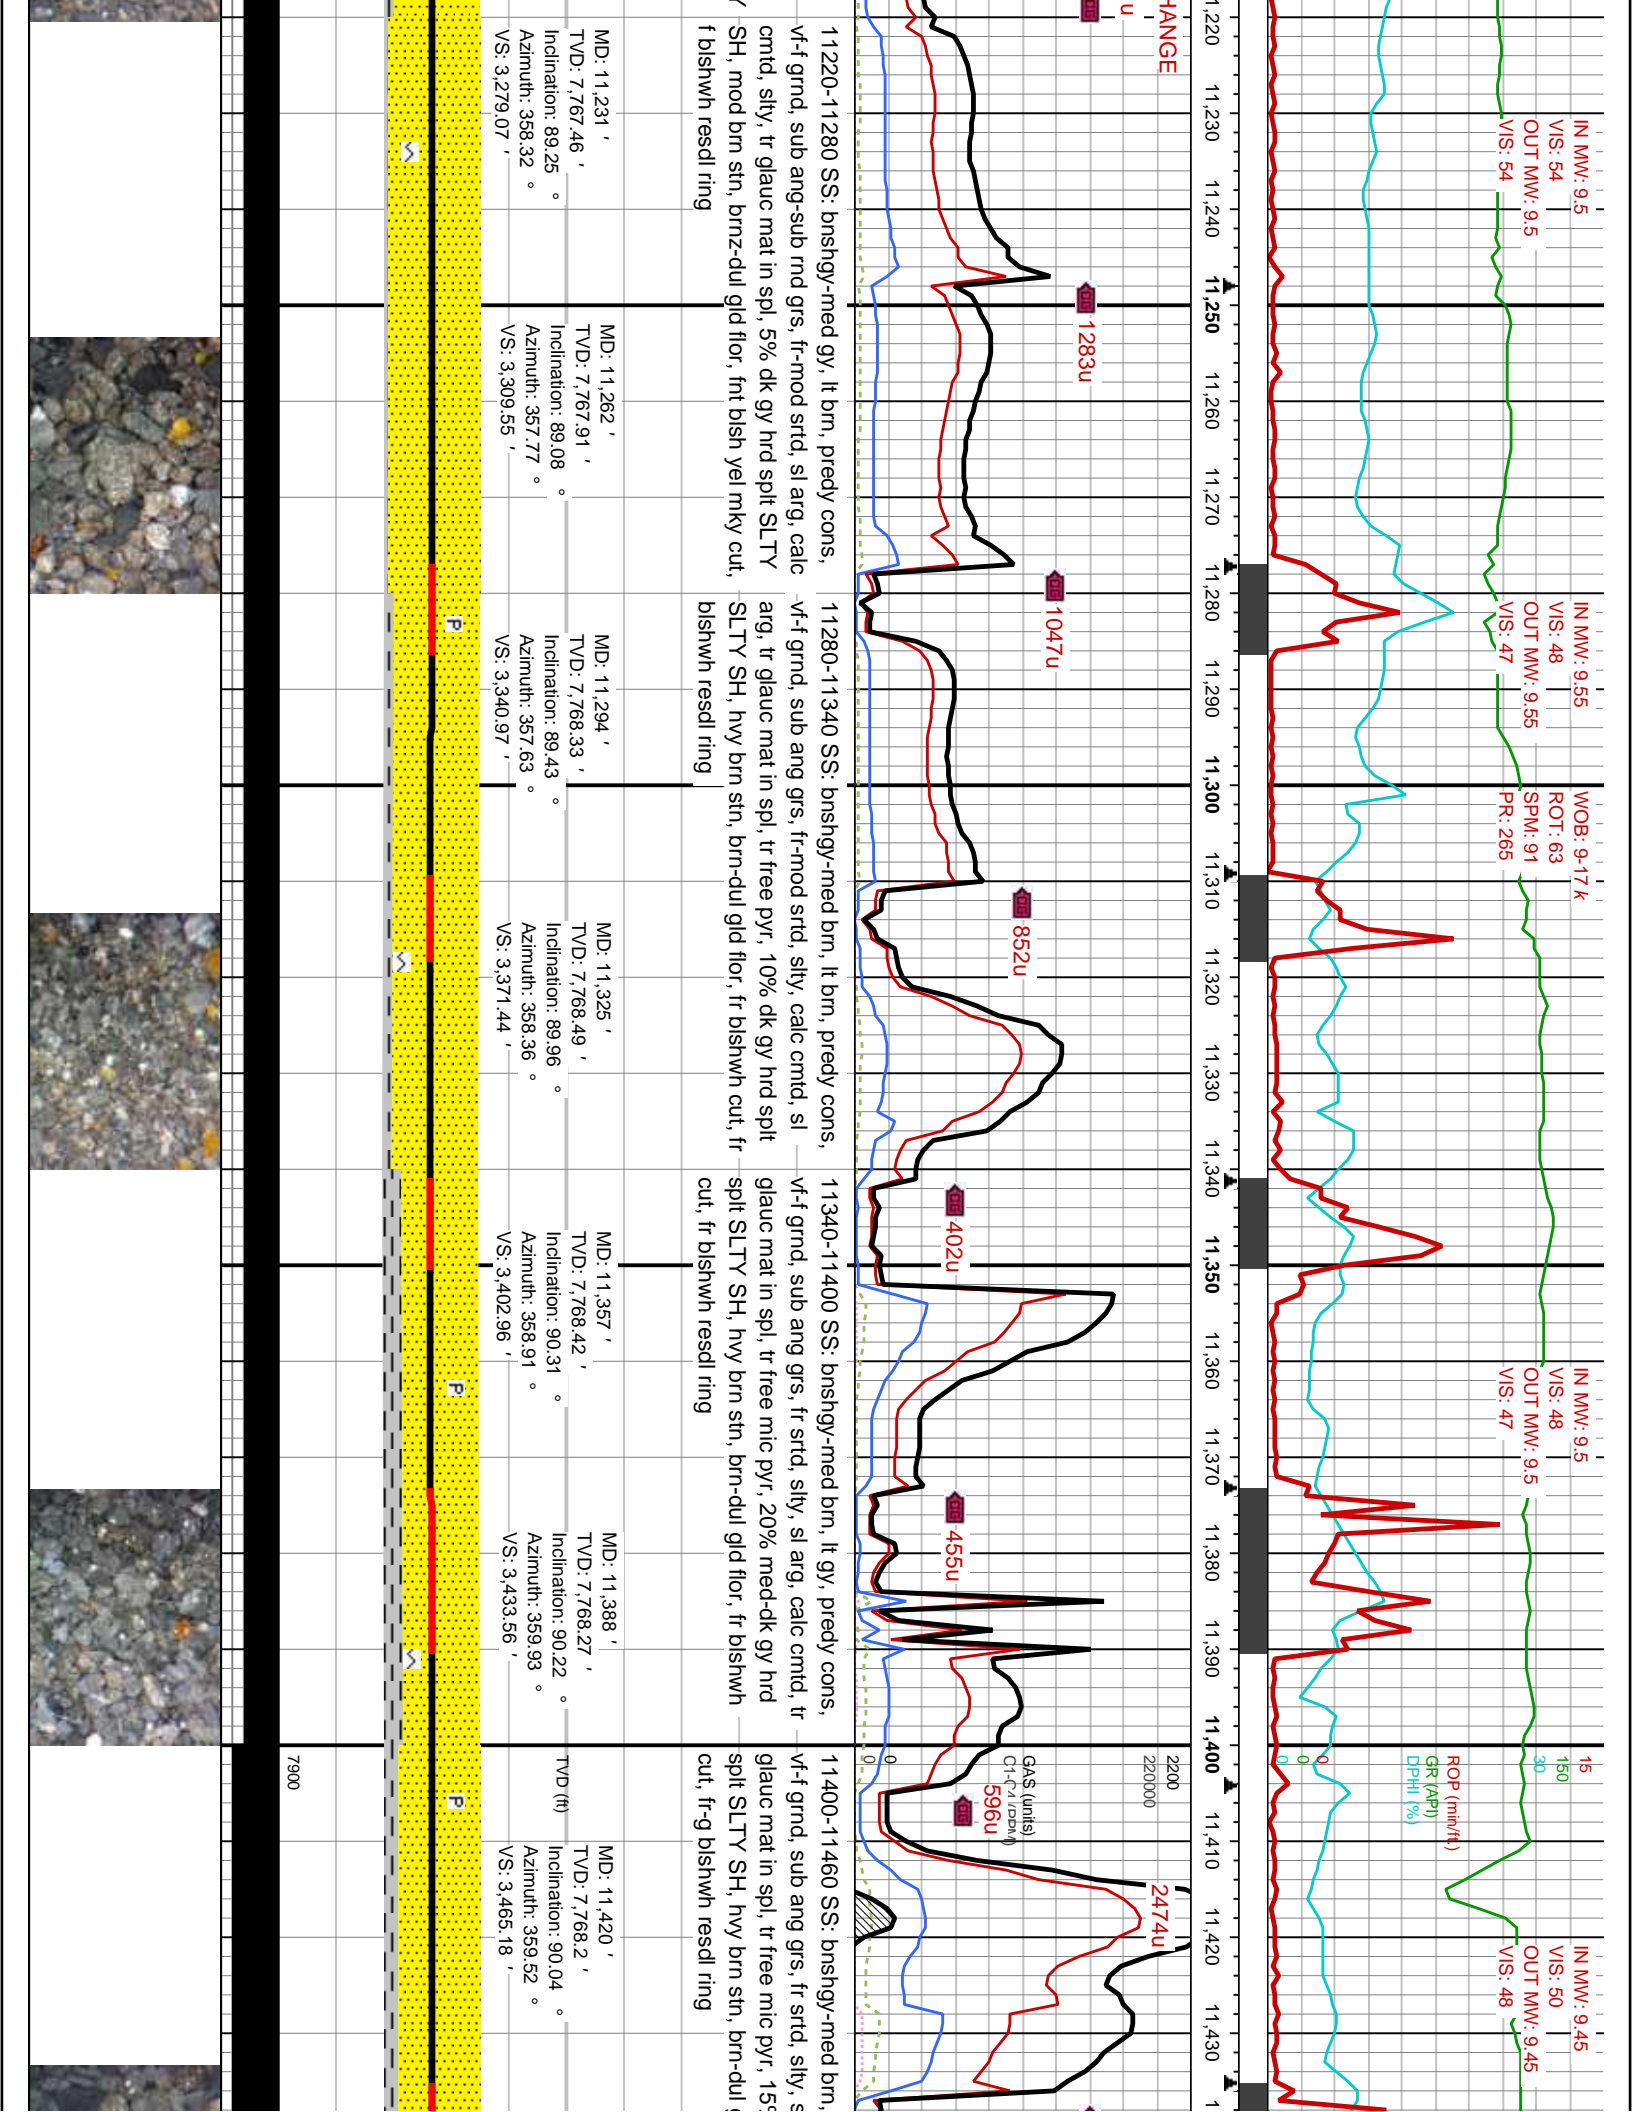 IN MW: 9.5
VIS: 54
OUT MW: 9.5
VIS: 54
IN MW: 9.55
VIS: 48
OUT MW: 9.55
VIS: 47
WOB: 9-17 k
ROT: 63
SPM: 91
PR: 265
IN MW: 9.5
VIS: 48
OUT MW: 9.5
VIS: 47
15
150
30
ROP (min/ft.)
GR (API)
DPHI (%)
0
0
0
IN MW: 9.45
VIS: 50
OUT MW: 9.45
VIS: 48
11,230
11,240
11,250
11,260
11,270
11,280
11,290
11,300
11,310
11,320
11,330
11,340
11,350
11,360
11,370
11,380
11,390
11,400
11,410
11,420
11,430
HANGE
u
1283u
1047u
852u
402u
455u
596u
2474u
2200
220000
GAS (units)
C1-C4 (PPM)
0
0
11220-11280 SS: bnshgy-med gy, lt brn, predy cons,
vf-f grnd, sub ang-sub rnd grs, fr-mod srtd, sl arg, calc
cmtd, slty, tr glauc mat in spl, 5% dk gy hrd splt SLTY
SH, mod brn stn, brnz-dul gld flor, fnt blsh yel mky cut,
f blshwh resdl ring
11280-11340 SS: bnshgy-med brn, lt brn, predy cons,
vf-f grnd, sub ang grs, fr-mod srtd, slty, calc cmtd, sl
arg, tr glauc mat in spl, tr free pyr, 10% dk gy hrd splt
SLTY SH, hvy brn stn, brn-dul gld flor, fr blshwh cut, fr
blshwh resdl ring
11340-11400 SS: bnshgy-med brn, lt gy, predy cons,
vf-f grnd, sub ang grs, fr srtd, slty, sl arg, calc cmtd, tr
glauc mat in spl, tr free mic pyr, 20% med-dk gy hrd
splt SLTY SH, hvy brn stn, brn-dul gld flor, fr blshwh
cut, fr blshwh resdl ring
11400-11460 SS: bnshgy-med brn,
vf-f grnd, sub ang grs, fr srtd, slty, s
glauc mat in spl, tr free mic pyr, 15%
splt SLTY SH, hvy brn stn, brn-dul g
cut, fr-g blshwh resdl ring
MD: 11,231 '
TVD: 7,767.46 '
Inclination: 89.25 °
Azimuth: 358.32 °
VS: 3,279.07 '
MD: 11,262 '
TVD: 7,767.91 '
Inclination: 89.08 °
Azimuth: 357.77 °
VS: 3,309.55 '
MD: 11,294 '
TVD: 7,768.33 '
Inclination: 89.43 °
Azimuth: 357.63 °
VS: 3,340.97 '
MD: 11,325 '
TVD: 7,768.49 '
Inclination: 89.96 °
Azimuth: 358.36 °
VS: 3,371.44 '
MD: 11,357 '
TVD: 7,768.42 '
Inclination: 90.31 °
Azimuth: 358.91 °
VS: 3,402.96 '
MD: 11,388 '
TVD: 7,768.27 '
Inclination: 90.22 °
Azimuth: 359.93 °
VS: 3,433.56 '
MD: 11,420 '
TVD: 7,768.2 '
Inclination: 90.04 °
Azimuth: 359.52 °
VS: 3,465.18 '
TVD (ft)
P
P
P
7900